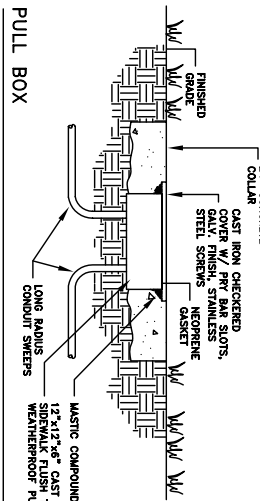 COLLAR
CAST IRON CHECKERED
COVER W/ PRY BAR SLOTS,
GALV. FINISH, STAINLESS
STEEL SCREWS
NEOPRENE
GASKET
FINISHED
GRADE
MASTIC COMPOUND
12"x12"x6" CAST
SIDEWALK FLUSH
WEATHERPROOF
LONG RADIUS
CONDUIT SWEEPS
PULL BOX